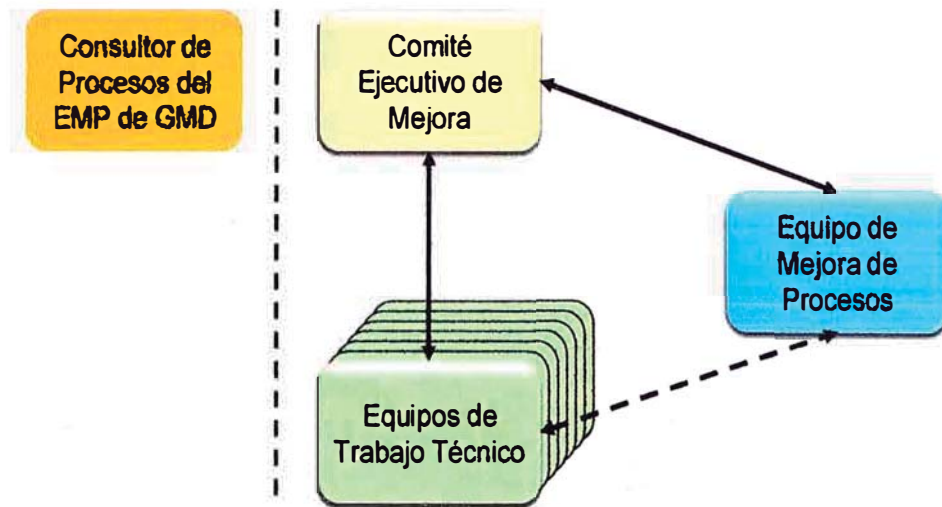 Consultor de
Procesos del
EMP de GMD
Comité
Ejecutivo de
Mejora
Equipo de
Mejora de
Procesos
Equipos de
Trabajo Técnico